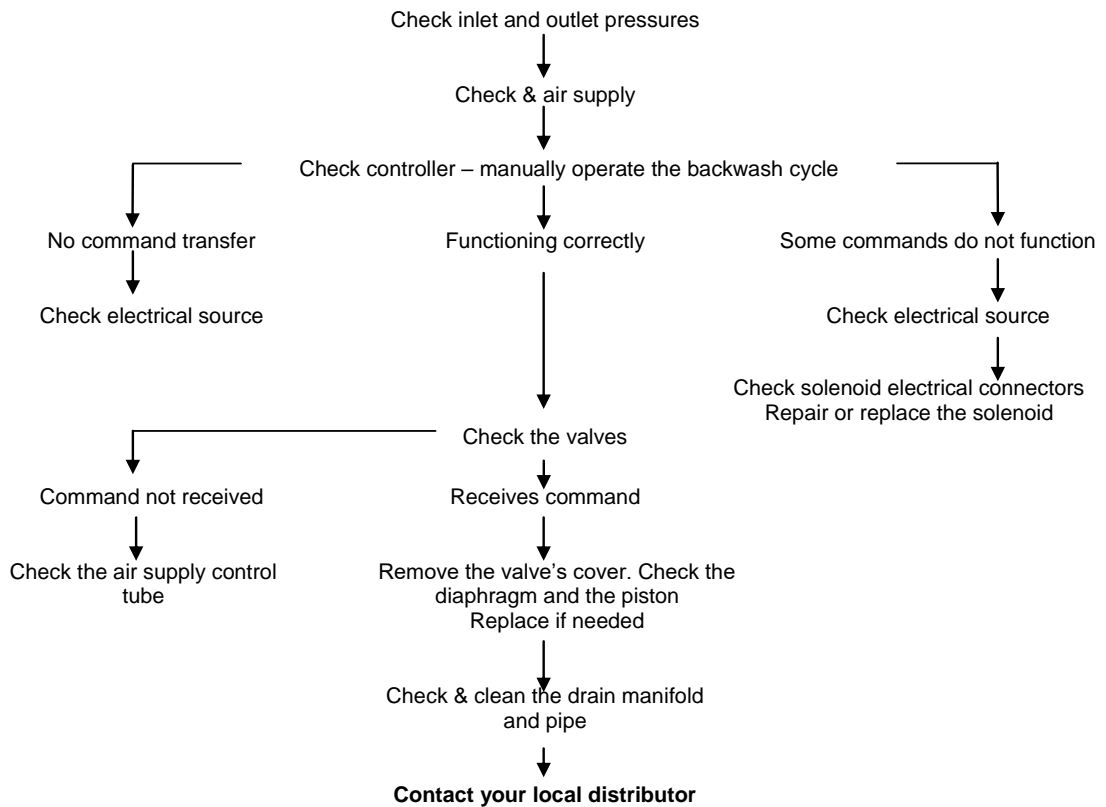 Check inlet and outlet pressures
Check & air supply
Check controller – manually operate the backwash cycle
No command transfer
Functioning correctly
Some commands do not function
Check electrical source
Check electrical source
Check solenoid electrical connectors
Repair or replace the solenoid
Check the valves
Command not received
Receives command
Check the air supply control
tube
Remove the valve’s cover. Check the
diaphragm and the piston
Replace if needed
Check & clean the drain manifold
and pipe
Contact your local distributor